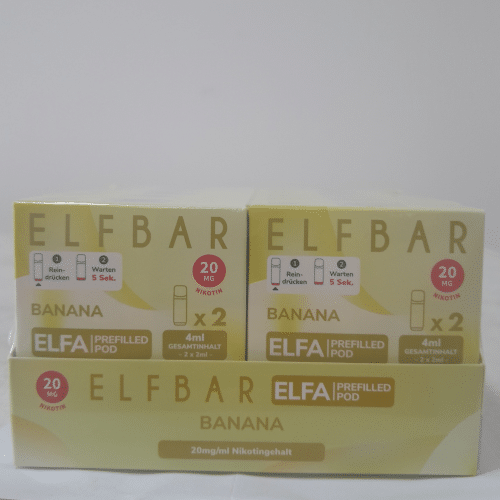 ELFBAR
1 2
Rein-
drücken
Warten
5 Sek.
20
MG
NIKOTIN
BANANA
x 2
ELFA PREFILLED
POD
4ml
GESAMTINHALT
- 2 x 2ml -
ELFBAR
1 2
Rein-
drücken
Warten
5 Sek.
20
MG
NIKOTIN
BANANA
x 2
ELFA PREFILLED
POD
4ml
GESAMTINHALT
- 2 x 2ml -
20
MG
NIKOTIN
ELFBAR
ELFA PREFILLED
POD
BANANA
20mg/ml Nikotingehalt